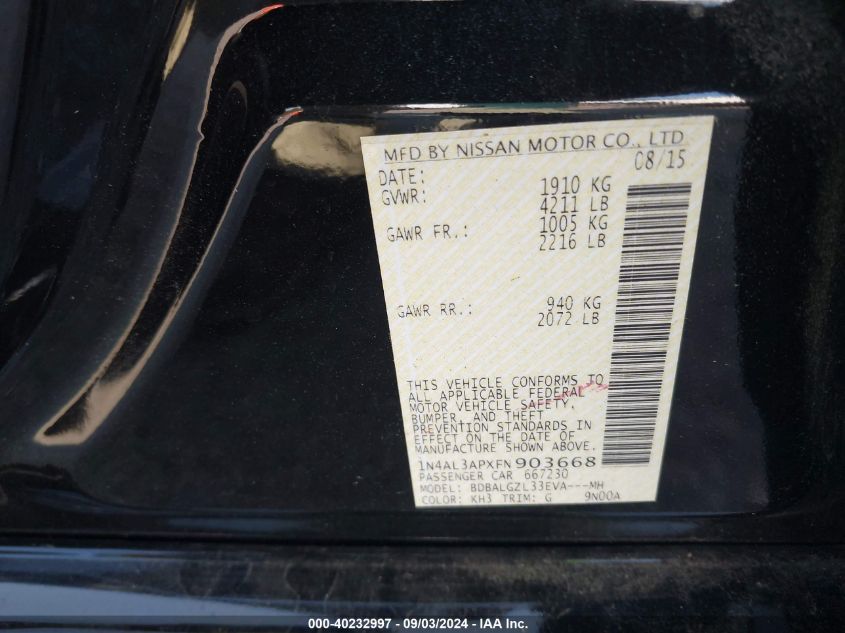 MFD BY NISSAN MOTOR CO., LTD
DATE: 08/15
GVWR: 1910 KG
4211 LB
GAWR FR.: 1005 KG
2216 LB
GAWR RR.: 940 KG
2072 LB
THIS VEHICLE CONFORMS TO
ALL APPLICABLE FEDERAL
MOTOR VEHICLE SAFETY,
BUMPER, AND THEFT
PREVENTION STANDARDS IN
EFFECT ON THE DATE OF
MANUFACTURE SHOWN ABOVE.
1N4AL3APXFN903668
PASSENGER CAR 667230
MODEL: BDBALGZL33EVA---MH
COLOR: KH3 TRIM: G 9N00A
000-40232997 - 09/03/2024 - IAA Inc.